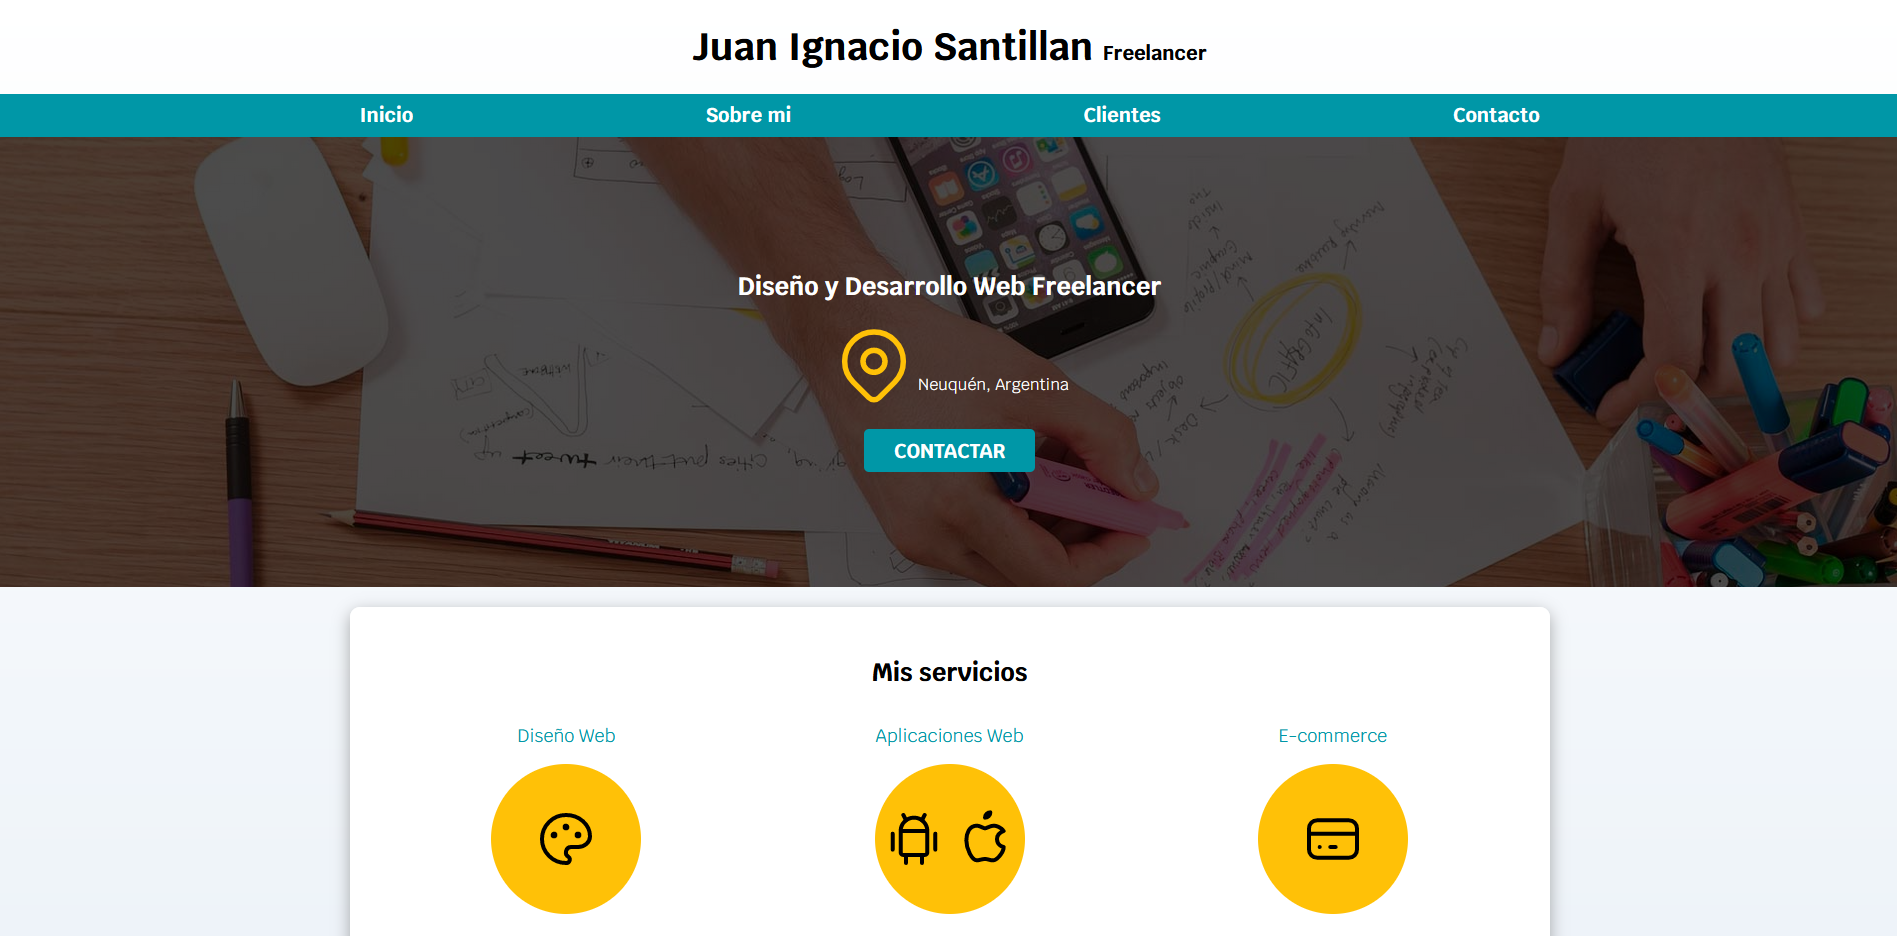 Juan Ignacio Santillan Freelancer
Inicio Sobre mi Clientes Contacto
Diseño y Desarrollo Web Freelancer
Neuquén, Argentina
CONTACTAR
INFOGRAFIC
Mis servicios
Diseño Web Aplicaciones Web E-commerce